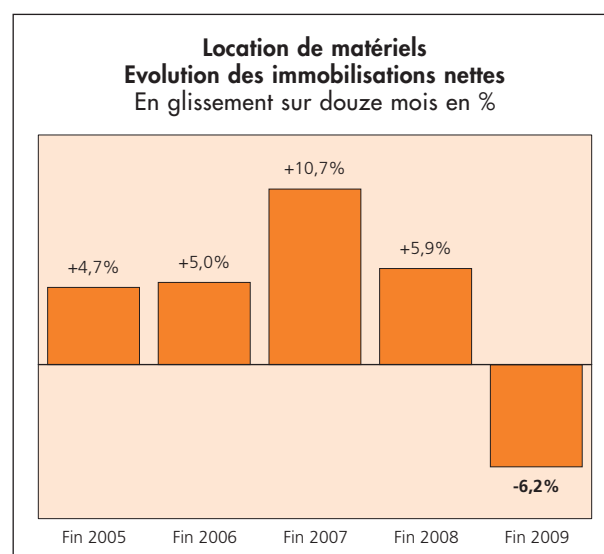 Location de matériels
Evolution des immobilisations nettes
En glissement sur douze mois en %
+10,7%
+5,9%
+5,0%
+4,7%
-6,2%
Fin 2005 Fin 2006 Fin 2007 Fin 2008 Fin 2009